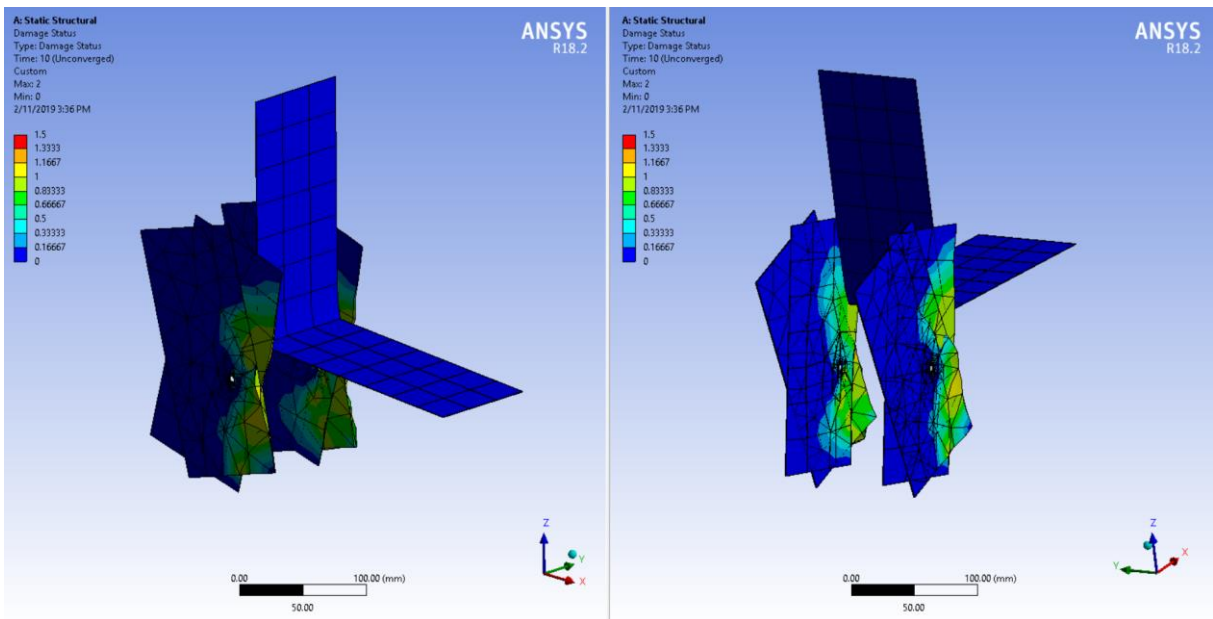 A: Static Structural
Damage Status
Type: Damage Status
Time: 10 (Unconverged)
Custom
Max: 2
Min: 0
2/11/2019 3:36 PM
ANSYS
R18.2
1.5
1.3333
1.1667
1
0.83333
0.66667
0.5
0.33333
0.16667
0
Z
Y
X
0.00 100.00 (mm)
50.00
A: Static Structural
Damage Status
Type: Damage Status
Time: 10 (Unconverged)
Custom
Max: 2
Min: 0
2/11/2019 3:36 PM
ANSYS
R18.2
1.5
1.3333
1.1667
1
0.83333
0.66667
0.5
0.33333
0.16667
0
Z
X
Y
0.00 100.00 (mm)
50.00